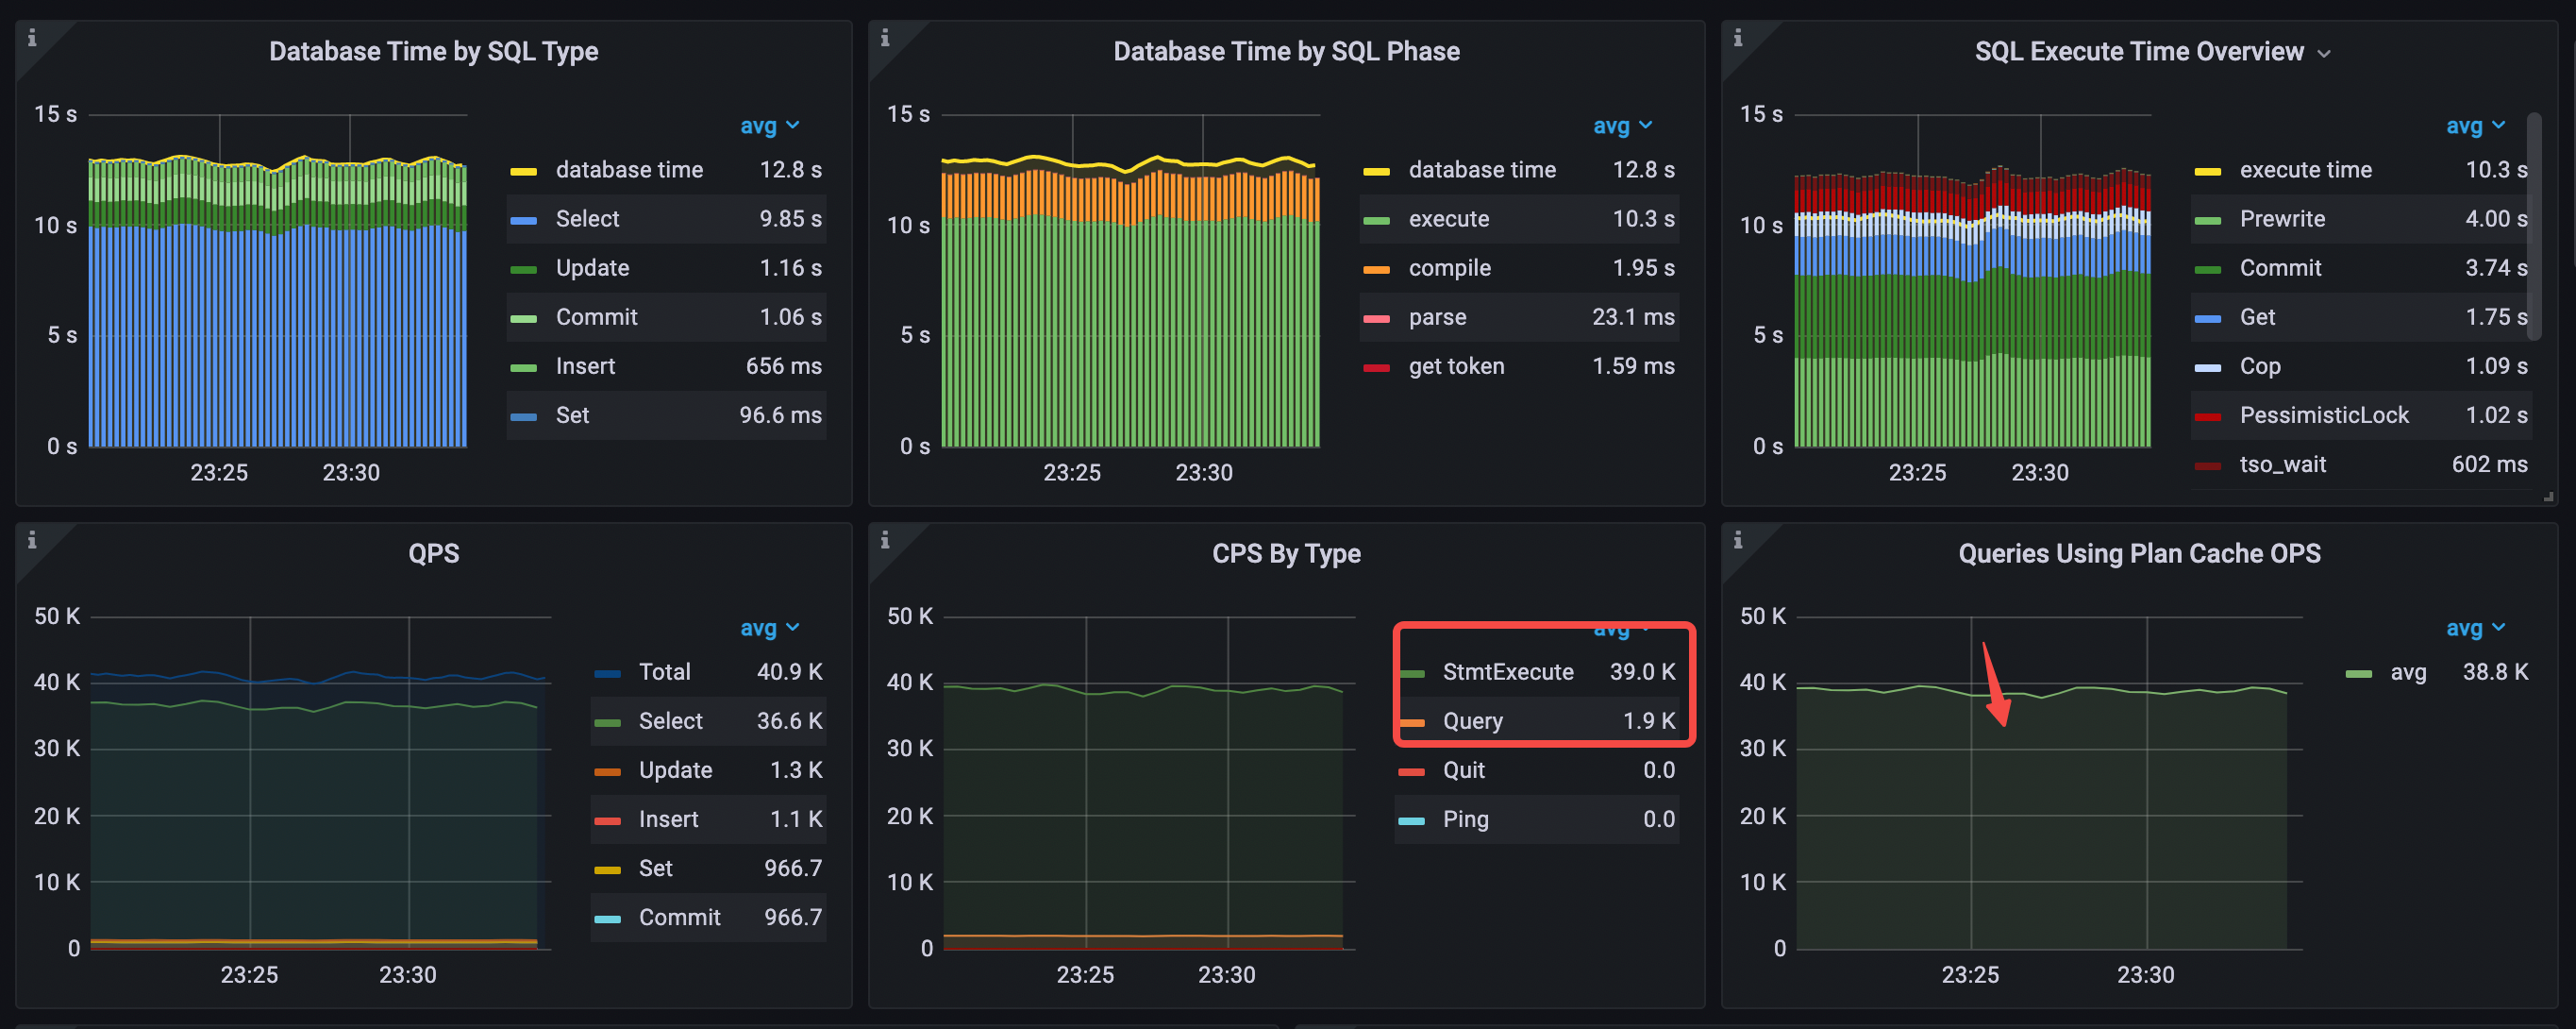 Database Time by SQL Type
15 s
10 s
5 s
0 s
23:25 23:30
avg
database time 12.8 s
Select 9.85 s
Update 1.16 s
Commit 1.06 s
Insert 656 ms
Set 96.6 ms
Database Time by SQL Phase
15 s
10 s
5 s
0 s
23:25 23:30
avg
database time 12.8 s
execute 10.3 s
compile 1.95 s
parse 23.1 ms
get token 1.59 ms
SQL Execute Time Overview
15 s
10 s
5 s
0 s
23:25 23:30
avg
execute time 10.3 s
Prewrite 4.00 s
Commit 3.74 s
Get 1.75 s
Cop 1.09 s
PessimisticLock 1.02 s
tso_wait 602 ms
QPS
50 K
40 K
30 K
20 K
10 K
0
23:25 23:30
avg
Total 40.9 K
Select 36.6 K
Update 1.3 K
Insert 1.1 K
Set 966.7
Commit 966.7
CPS By Type
50 K
40 K
30 K
20 K
10 K
0
23:25 23:30
avg
StmtExecute 39.0 K
Query 1.9 K
Quit 0.0
Ping 0.0
Queries Using Plan Cache OPS
50 K
40 K
30 K
20 K
10 K
0
23:25 23:30
avg
avg 38.8 K